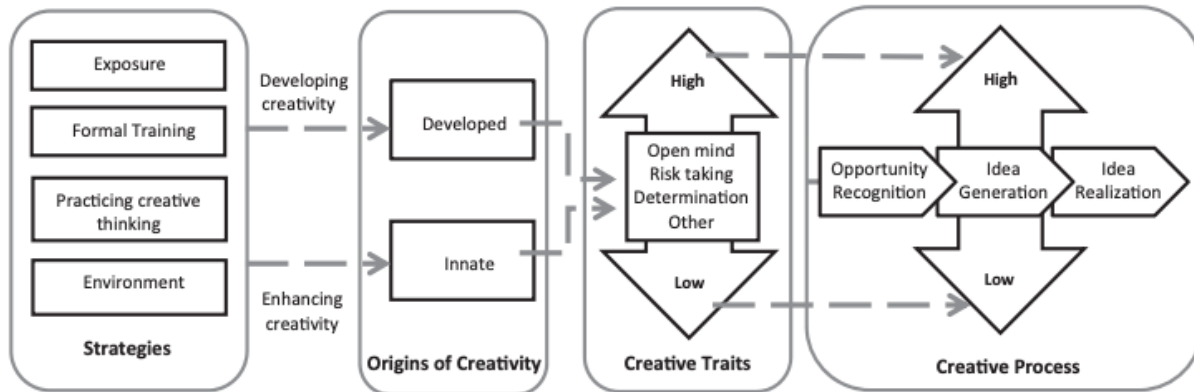 Exposure
Formal Training
Practicing creative
thinking
Environment
Strategies
Developing
creativity
Enhancing
creativity
Developed
Innate
Origins of Creativity
High
Open mind
Risk taking
Determination
Other
Low
Creative Traits
High
Opportunity
Recognition
Idea
Generation
Idea
Realization
Low
Creative Process